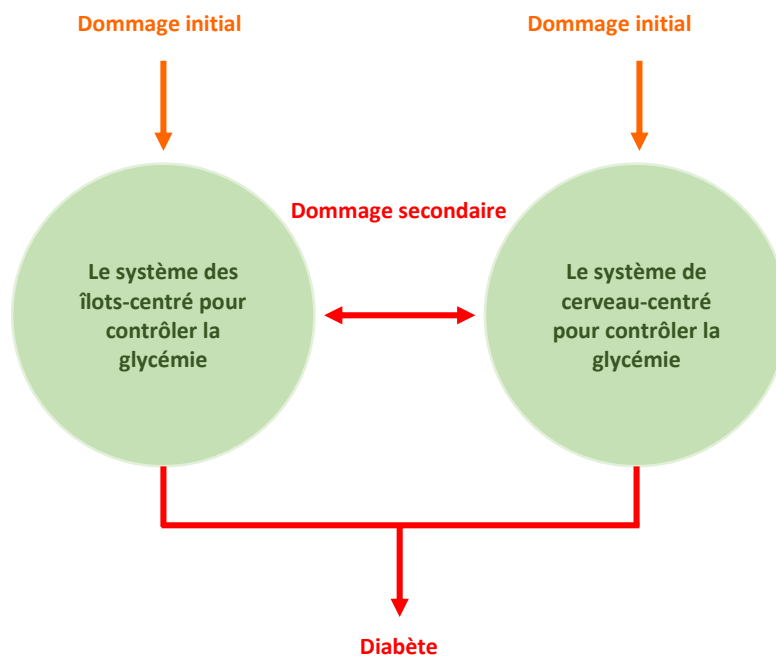 Dommage initial
Dommage initial
Dommage secondaire
Le système des
îlots-centré pour
contrôler la
glycémie
Le système de
cerveau-centré
pour contrôler la
glycémie
Diabète